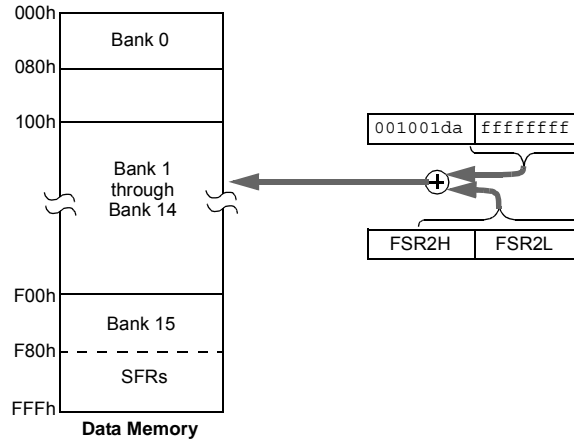 000h
Bank 0
080h
100h
001001da ffffffff
Bank 1
through
Bank 14
FSR2H FSR2L
F00h
Bank 15
F80h
SFRs
FFFh
Data Memory